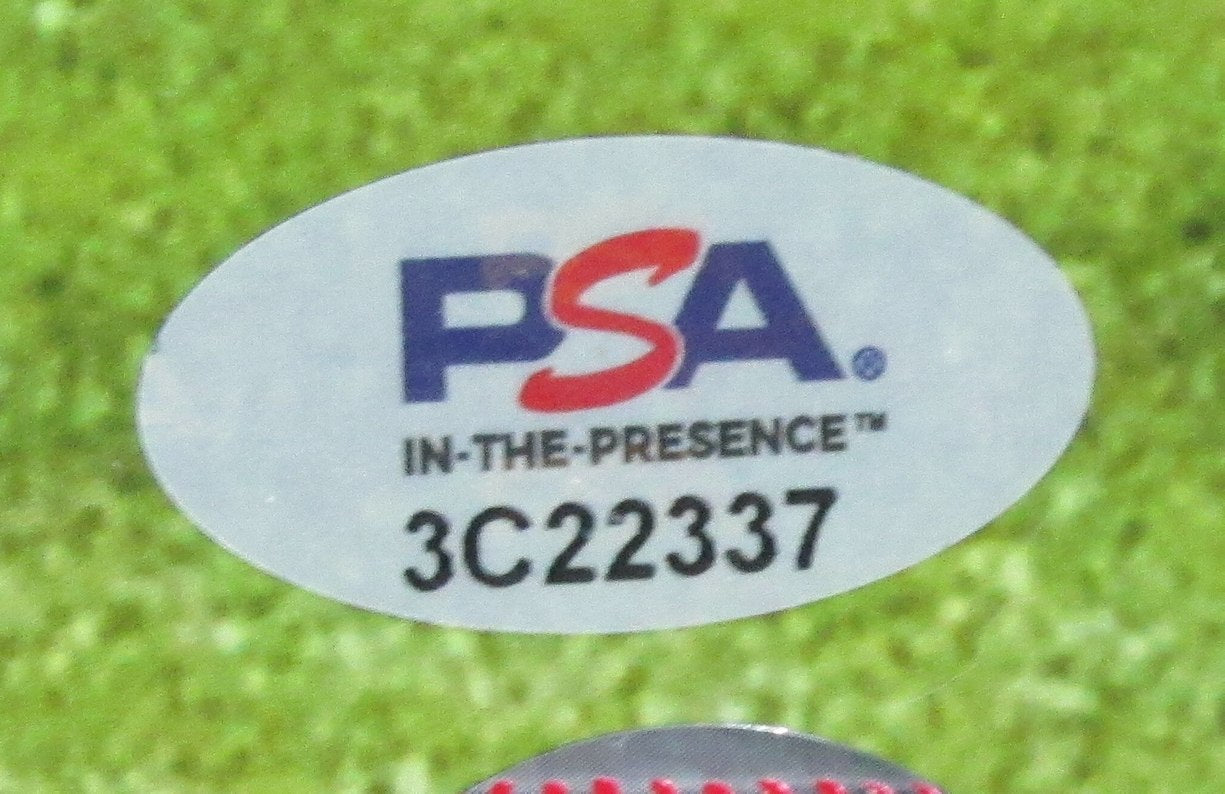 PSA®
IN-THE-PRESENCE™
3C22337